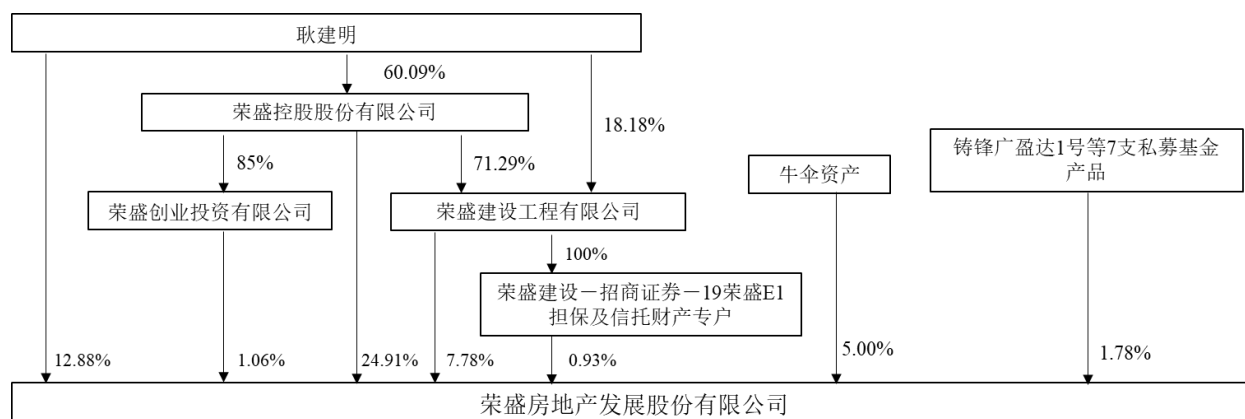 耿建明
60.09%
荣盛控股股份有限公司
18.18%
85%
71.29%
铸锋广盈达1号等7支私募基金
产品
牛伞资产
荣盛创业投资有限公司
荣盛建设工程有限公司
100%
荣盛建设－招商证券－19荣盛E1
担保及信托财产专户
12.88%
1.06%
24.91%
7.78%
0.93%
5.00%
1.78%
荣盛房地产发展股份有限公司